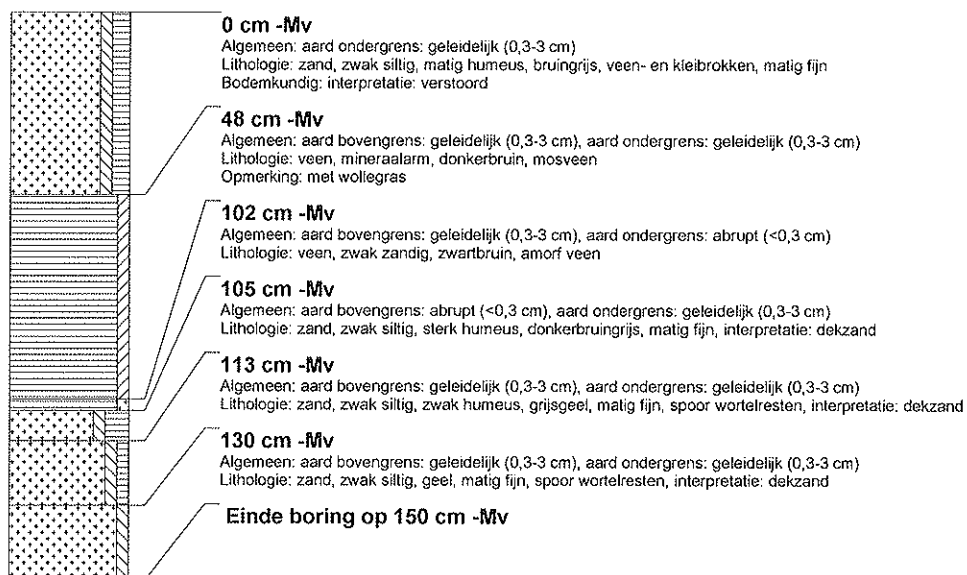 0 cm -Mv
Algemeen: aard ondergrens: geleidelijk (0,3-3 cm)
Lithologie: zand, zwak siltig, matig humeus, bruingrijs, veen- en kleibrokken, matig fijn
Bodemkundig: interpretatie: verstoord
48 cm -Mv
Algemeen: aard bovengrens: geleidelijk (0,3-3 cm), aard ondergrens: geleidelijk (0,3-3 cm)
Lithologie: veen, mineraalarm, donkerbruin, mosveen
Opmerking: met wollegras
102 cm -Mv
Algemeen: aard bovengrens: geleidelijk (0,3-3 cm), aard ondergrens: abrupt (<0,3 cm)
Lithologie: veen, zwak zandig, zwartbruin, amorf veen
105 cm -Mv
Algemeen: aard bovengrens: abrupt (<0,3 cm), aard ondergrens: geleidelijk (0,3-3 cm)
Lithologie: zand, zwak siltig, sterk humeus, donkerbruingrijs, matig fijn, interpretatie: dekzand
113 cm -Mv
Algemeen: aard bovengrens: geleidelijk (0,3-3 cm), aard ondergrens: geleidelijk (0,3-3 cm)
Lithologie: zand, zwak siltig, zwak humeus, grijsgeel, matig fijn, spoor wortelresten, interpretatie: dekzand
130 cm -Mv
Algemeen: aard bovengrens: geleidelijk (0,3-3 cm), aard ondergrens: geleidelijk (0,3-3 cm)
Lithologie: zand, zwak siltig, geel, matig fijn, spoor wortelresten, interpretatie: dekzand
Einde boring op 150 cm -Mv